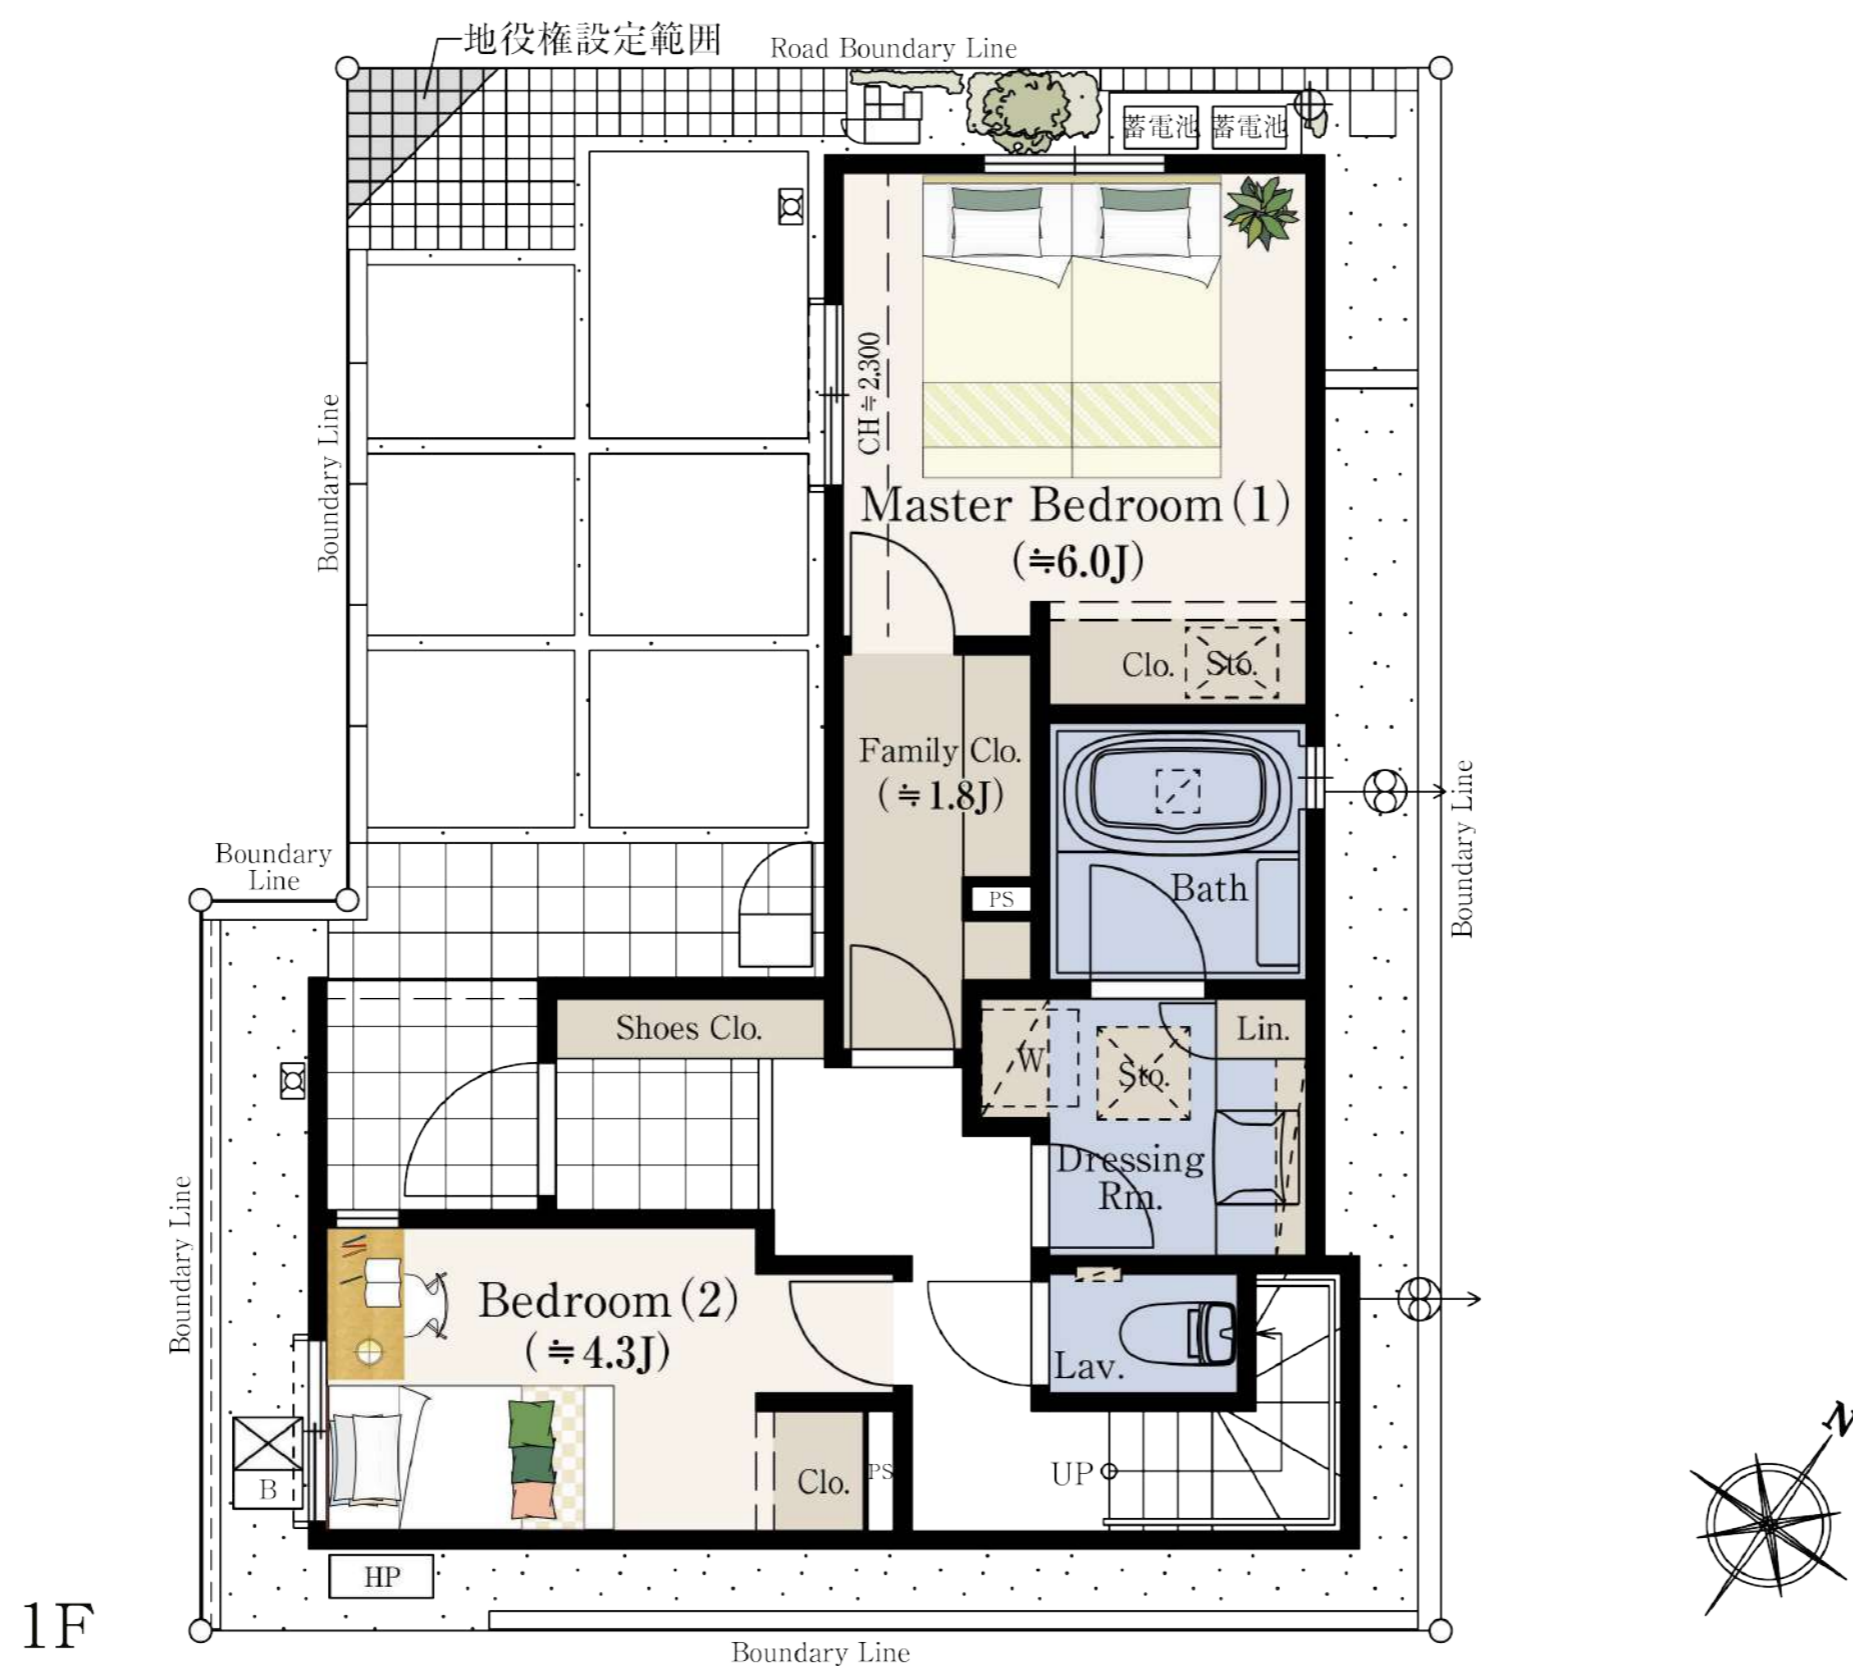 地役権設定範囲
Road Boundary Line
蓄電池
蓄電池
CH≒2,300
Boundary Line
Master Bedroom(1)
(≒6.0J)
Clo.
Sto.
Family Clo.
(≒1.8J)
Boundary Line
Boundary
Line
PS
Bath
Shoes Clo.
Lin.
W
Sto.
Dressing
Rm.
Boundary Line
Bedroom(2)
(≒4.3J)
Lav.
B
Clo.
PS
UP
N
HP
1F
Boundary Line